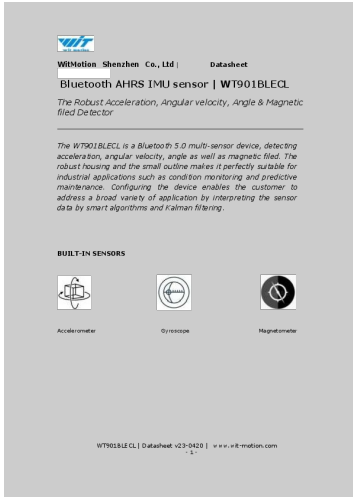 WiT
wit motion
WitMotion Shenzhen Co., Ltd | Datasheet
Bluetooth AHRS IMU sensor | WT901BLECL
The Robust Acceleration, Angular velocity, Angle & Magnetic
filed Detector
The WT901BLECL is a Bluetooth 5.0 multi-sensor device, detecting
acceleration, angular velocity, angle as well as magnetic filed. The
robust housing and the small outline makes it perfectly suitable for
industrial applications such as condition monitoring and predictive
maintenance. Configuring the device enables the customer to
address a broad variety of application by interpreting the sensor
data by smart algorithms and Kalman filtering.
BUILT-IN SENSORS
Accelerometer Gyroscope Magnetometer
WT901BLECL | Datasheet v23-0420 | www.wit-motion.com
- 1 -